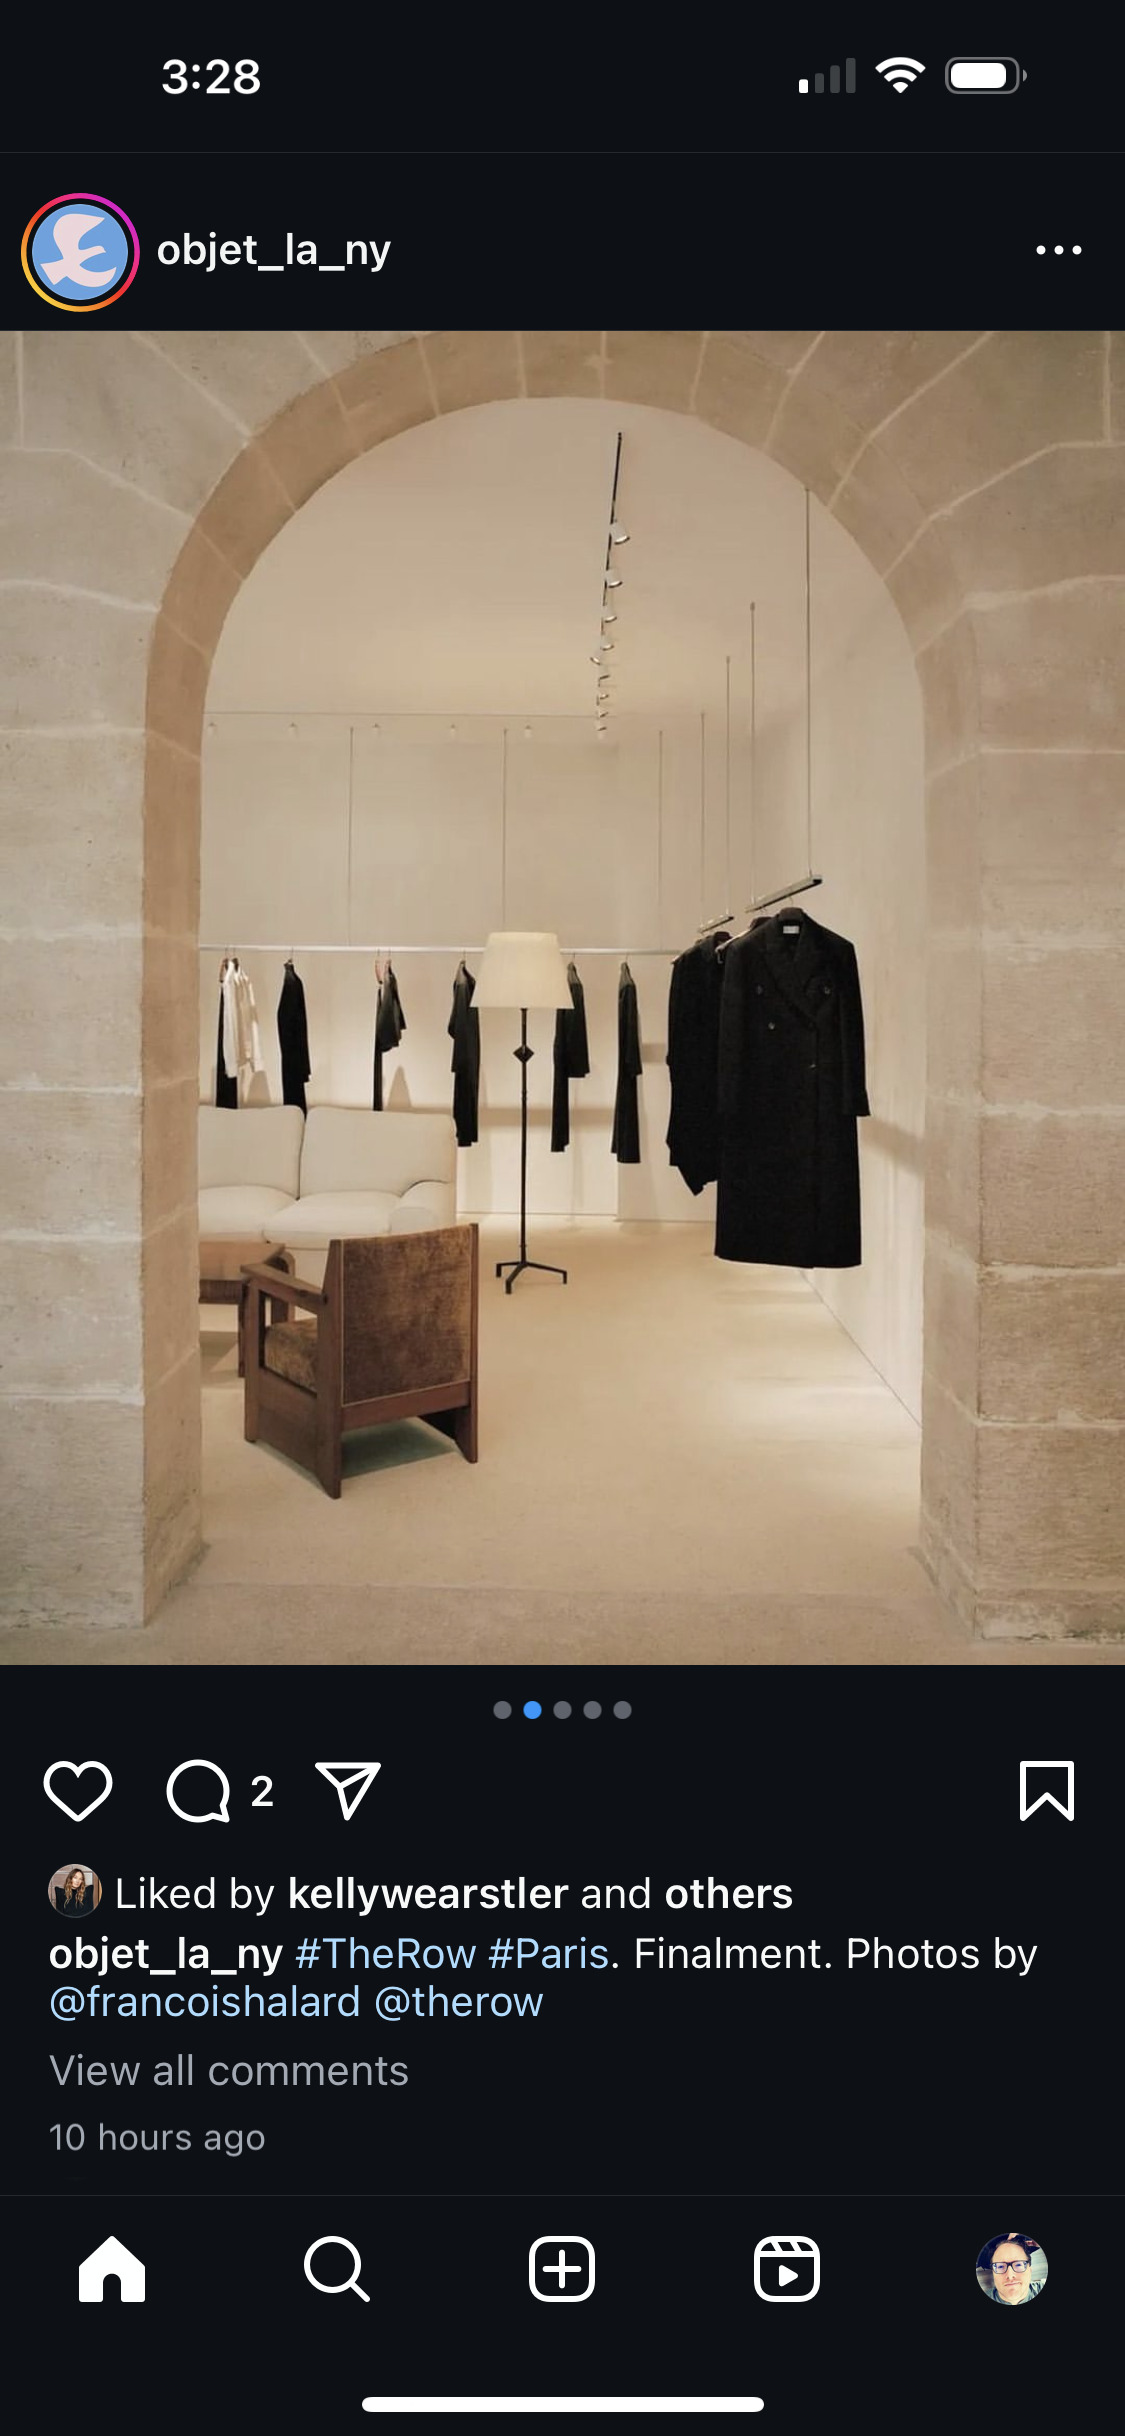 3:28
objet_la_ny
2
Liked by kellywearstler and others
objet_la_ny #TheRow #Paris. Finalment. Photos by
@francoishalard @therow
View all comments
10 hours ago